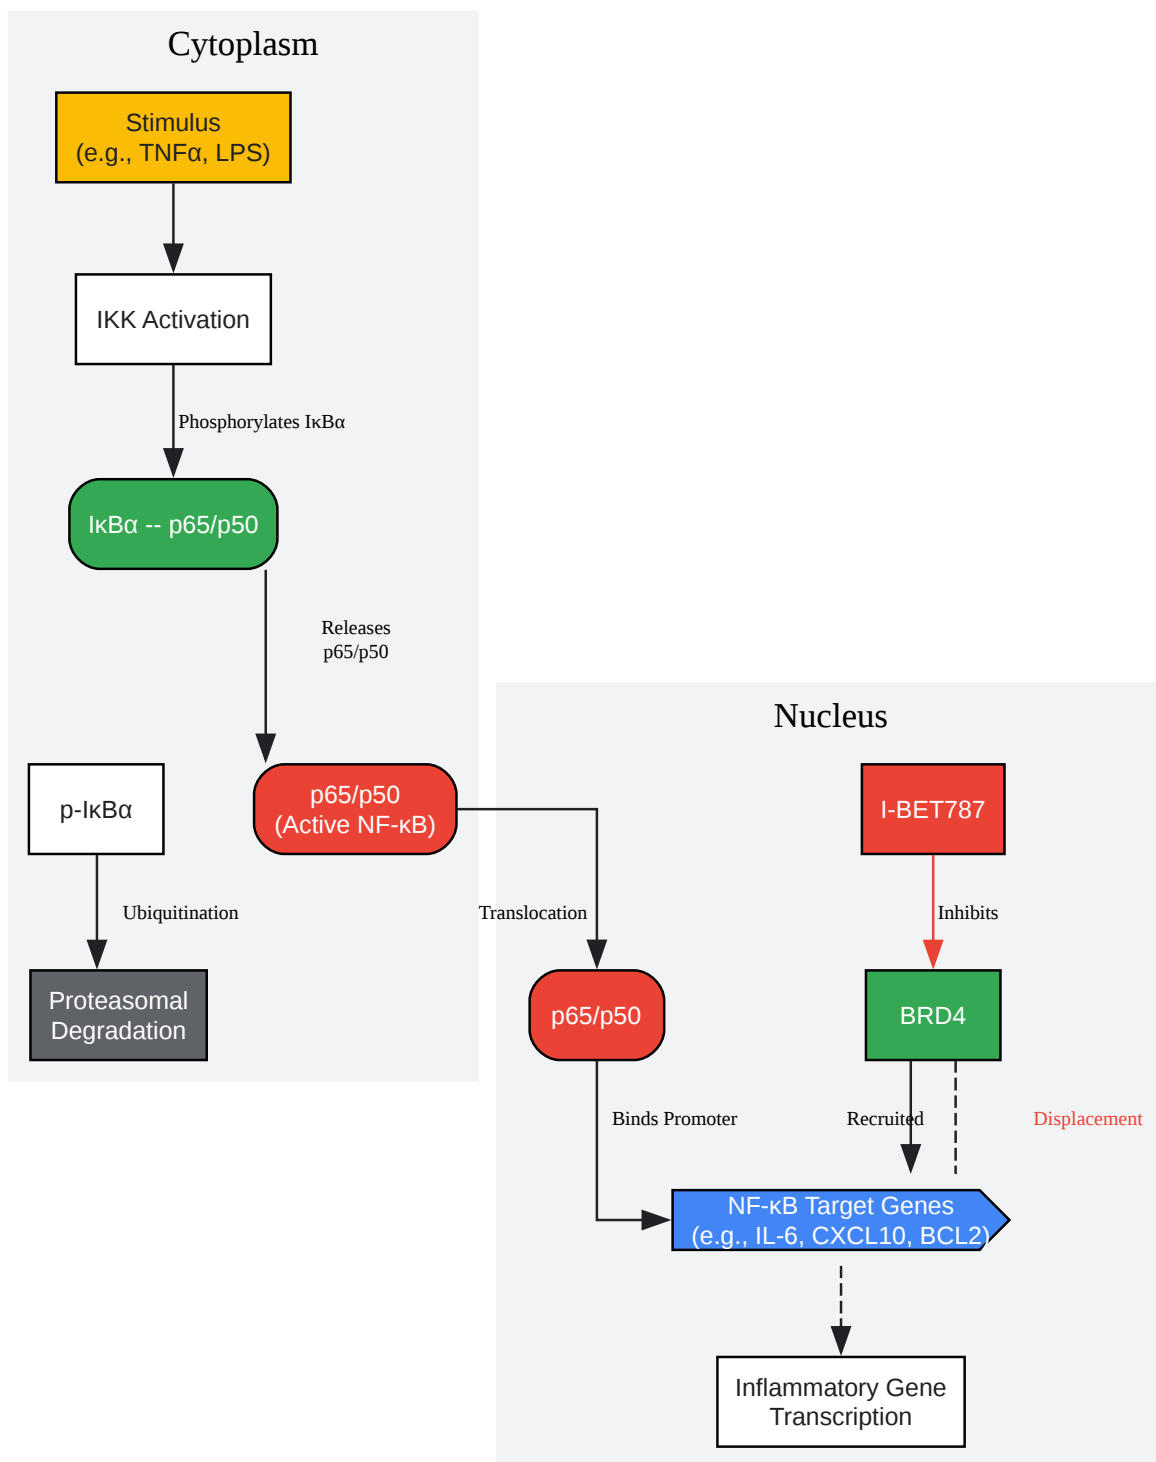 Cytoplasm
Stimulus
(e.g., TNFα, LPS)
IKK Activation
Phosphorylates IκBα
IκBα -- p65/p50
Releases
p65/p50
Nucleus
p-IκBα
p65/p50
(Active NF-κB)
I-BET787
Ubiquitination
Translocation
Inhibits
Proteasomal
Degradation
p65/p50
BRD4
Binds Promoter
Recruited
Displacement
NF-κB Target Genes
(e.g., IL-6, CXCL10, BCL2)
Inflammatory Gene
Transcription